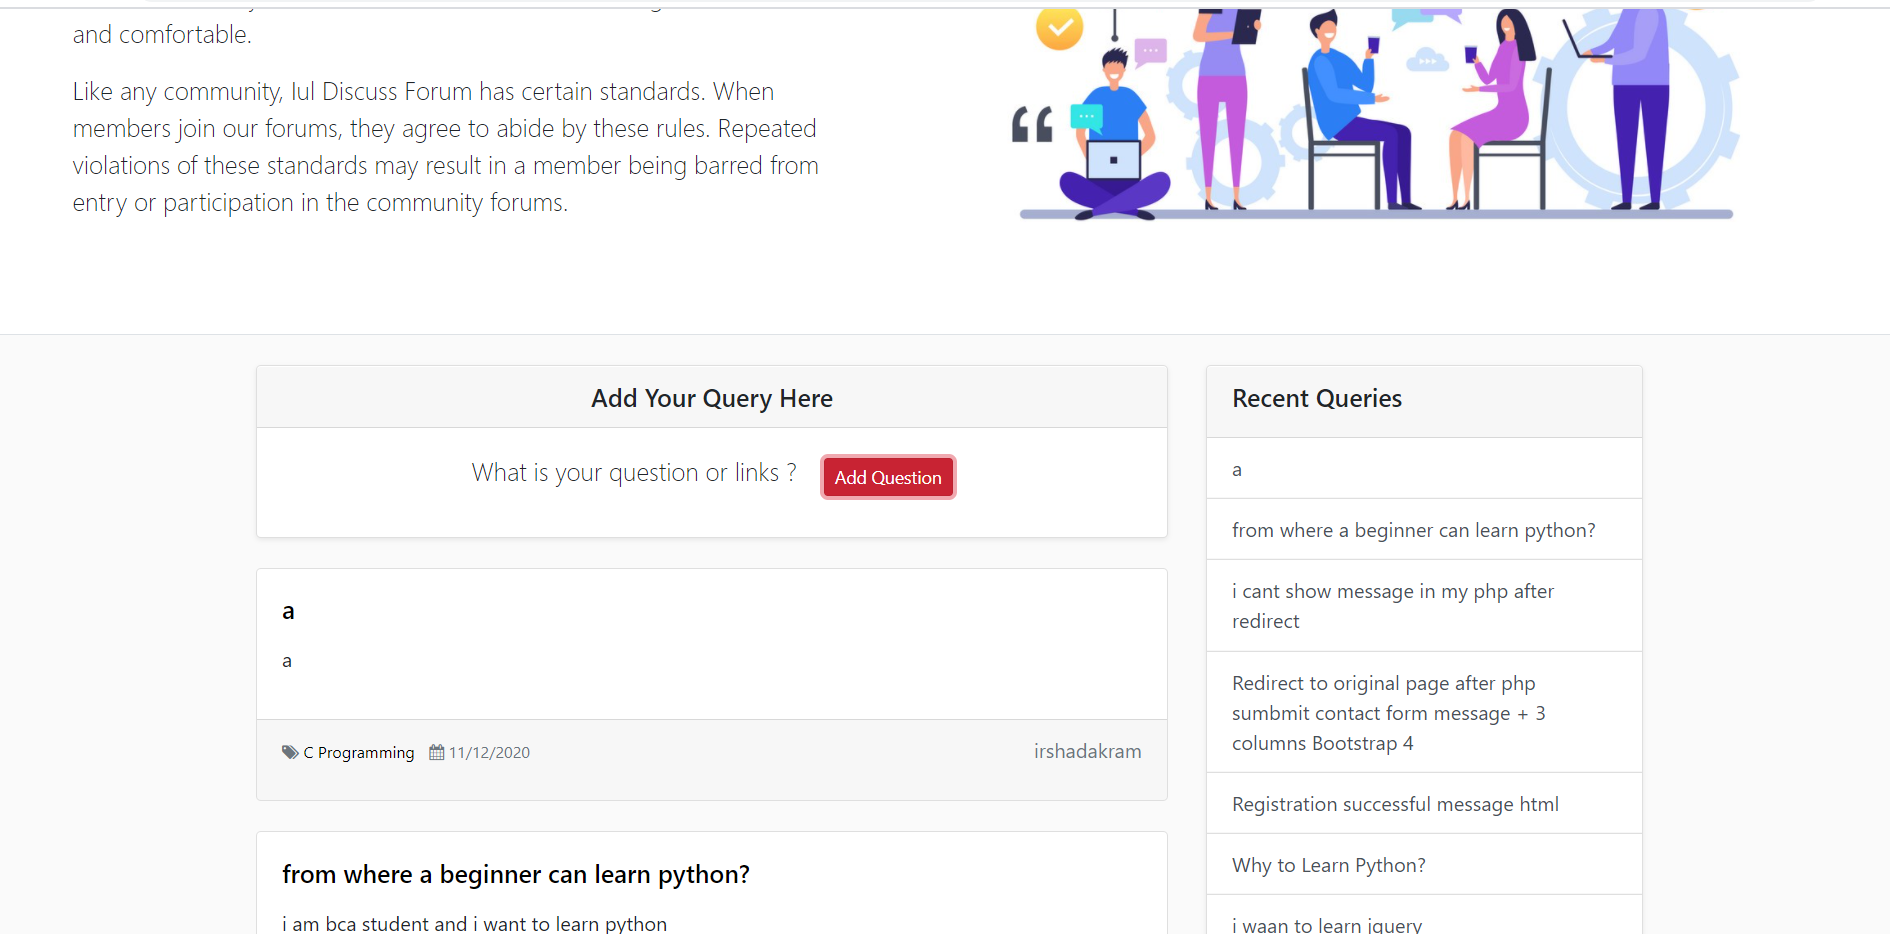 and comfortable.
Like any community, Iul Discuss Forum has certain standards. When
members join our forums, they agree to abide by these rules. Repeated
violations of these standards may result in a member being barred from
entry or participation in the community forums.
Add Your Query Here
What is your question or links ?
Add Question
a
a
C Programming
11/12/2020
irshadakram
from where a beginner can learn python?
i am bca student and i want to learn python
Recent Queries
a
from where a beginner can learn python?
i cant show message in my php after
redirect
Redirect to original page after php
sumbmit contact form message + 3
columns Bootstrap 4
Registration successful message html
Why to Learn Python?
i waan to learn jquery